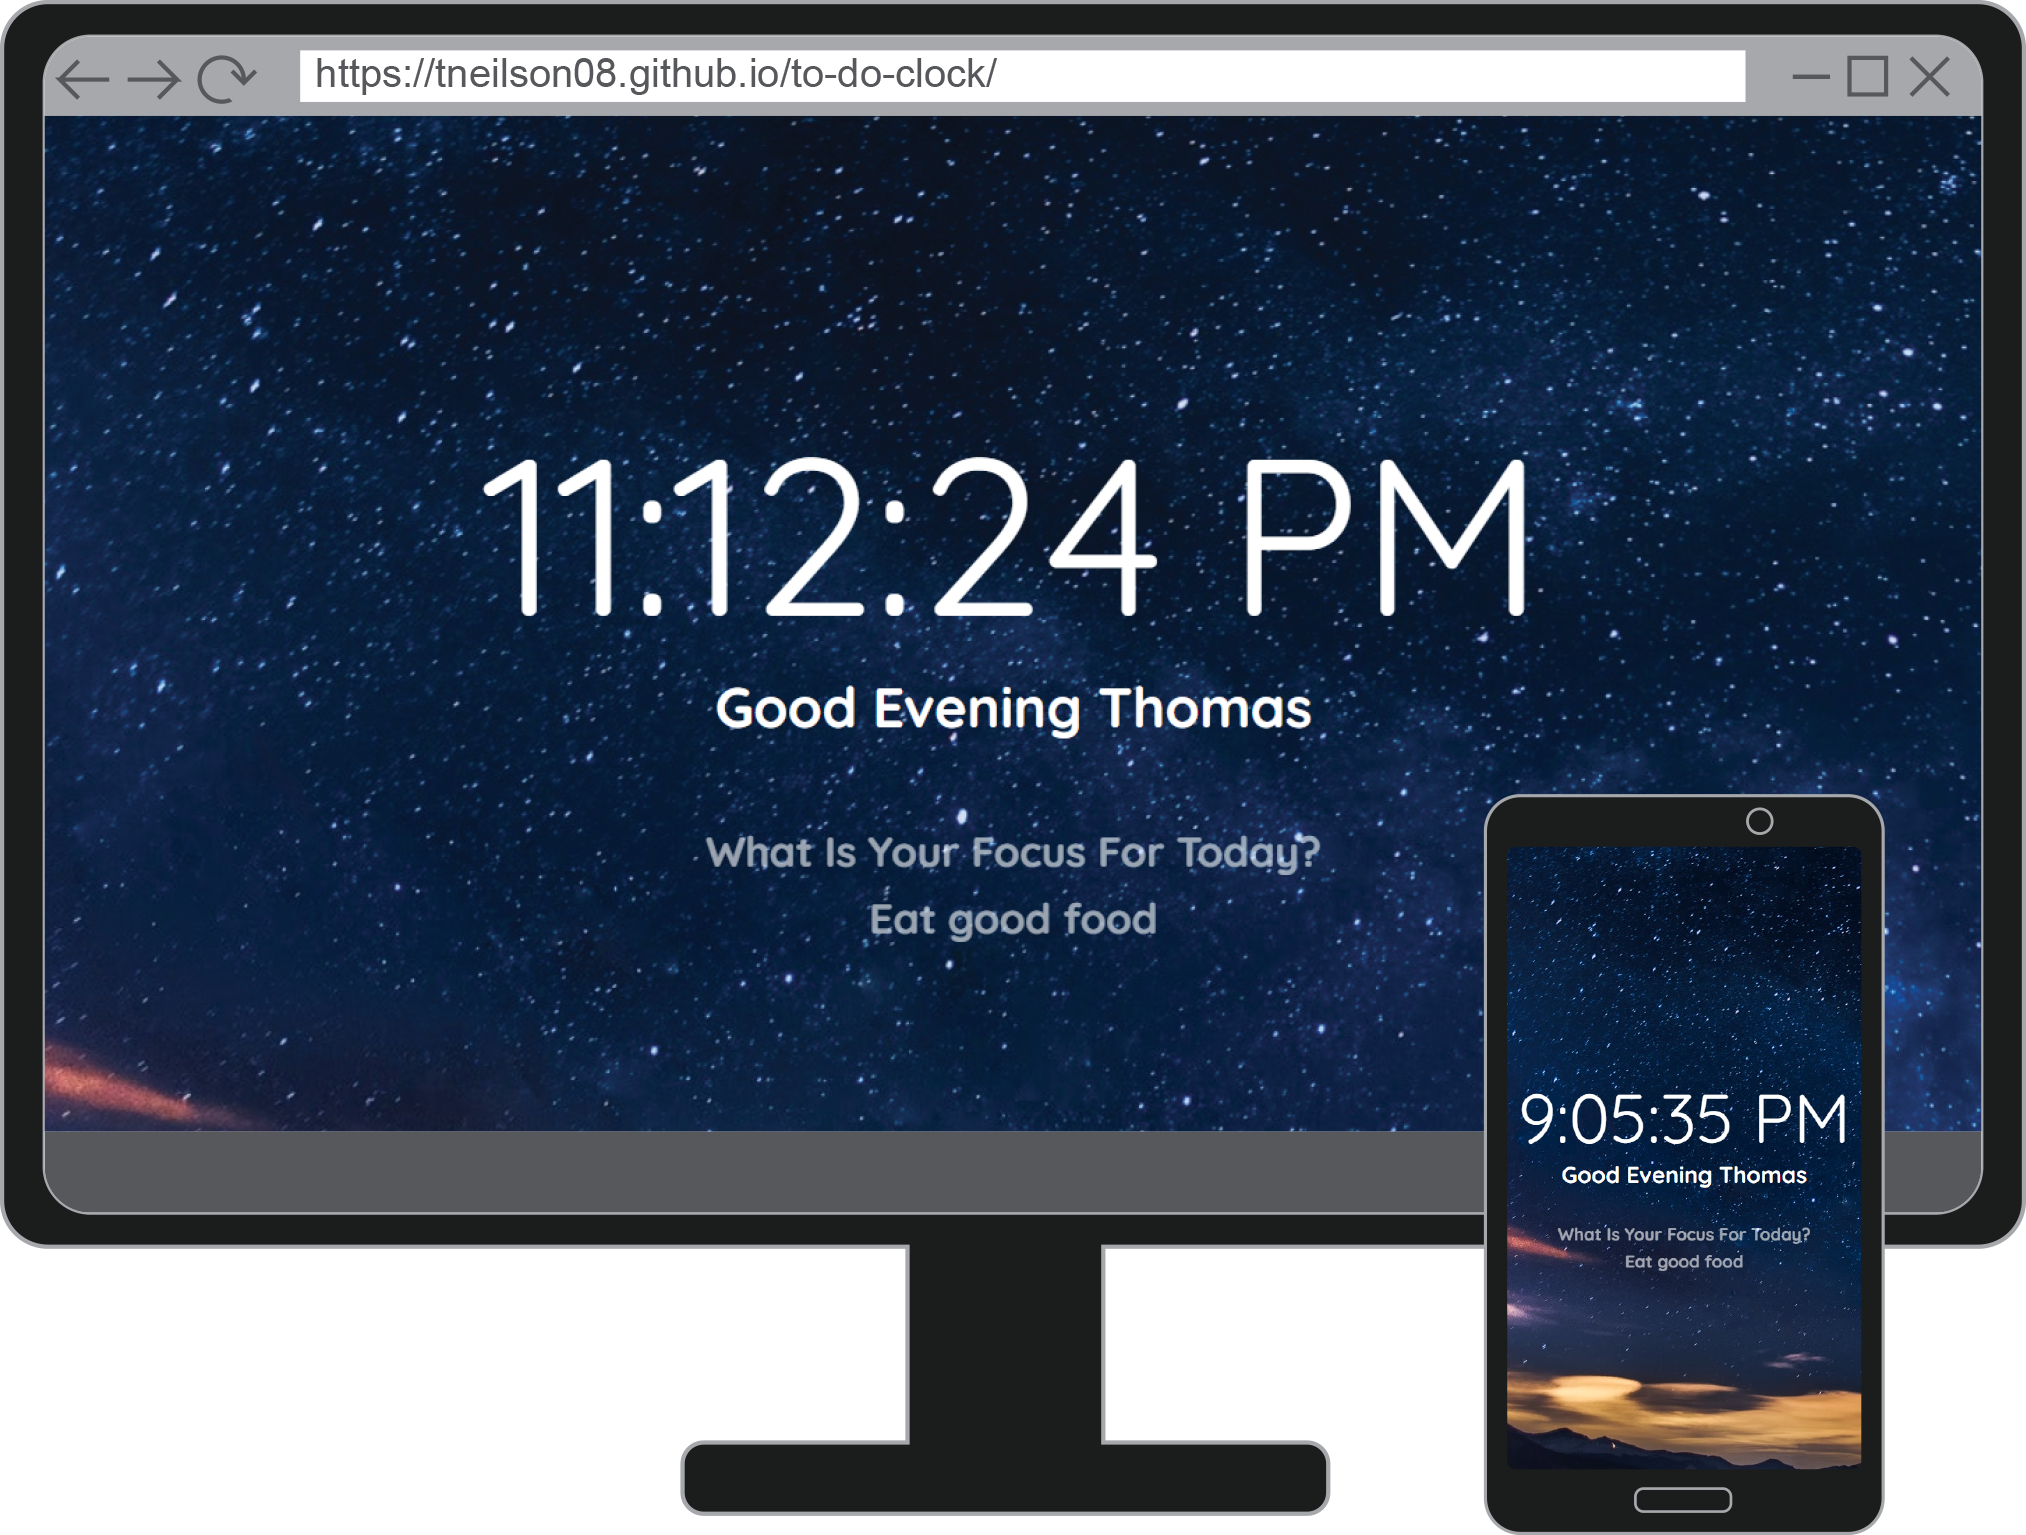 https://tneilson08.github.io/to-do-clock/
11:12:24 PM
Good Evening Thomas
What Is Your Focus For Today?
Eat good food
9:05:35 PM
Good Evening Thomas
What Is Your Focus For Today?
Eat good food